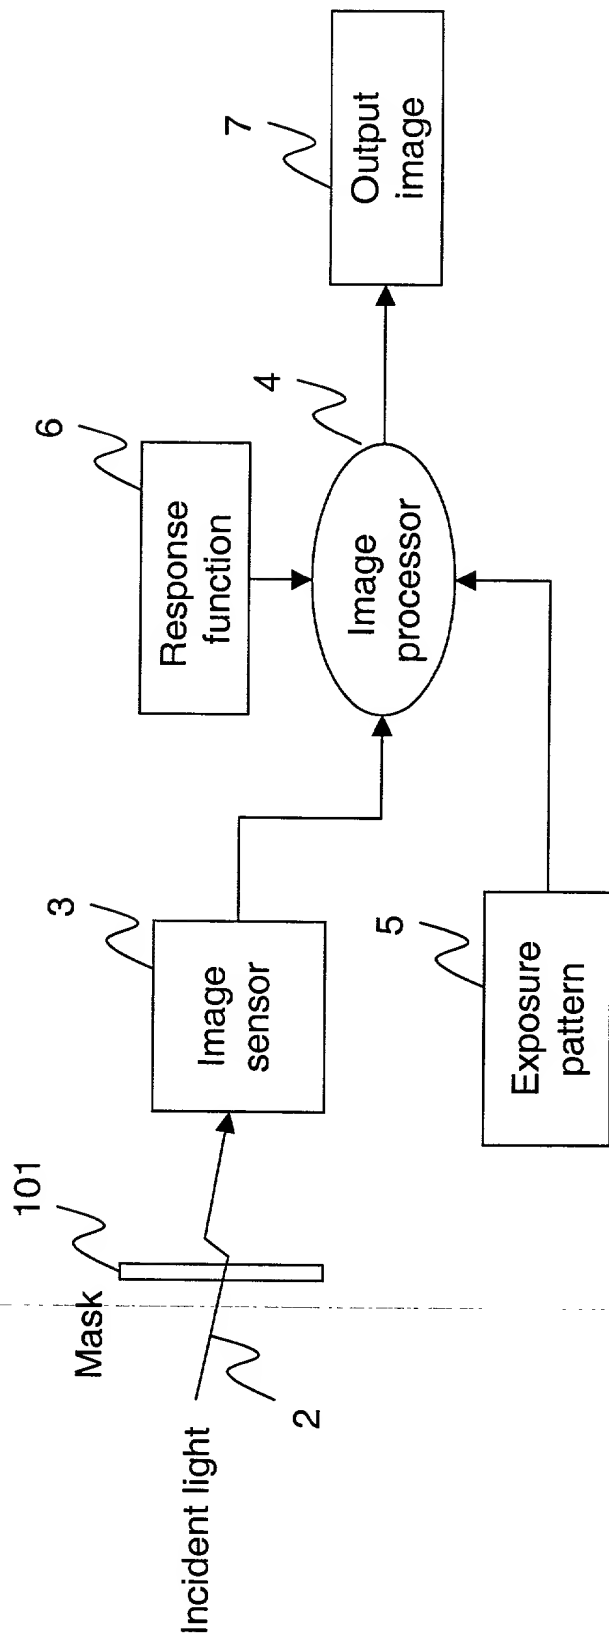 Incident light
2
Mask
101
Image
sensor
3
Exposure
pattern
5
Response
function
6
Image
processor
4
Output
image
7